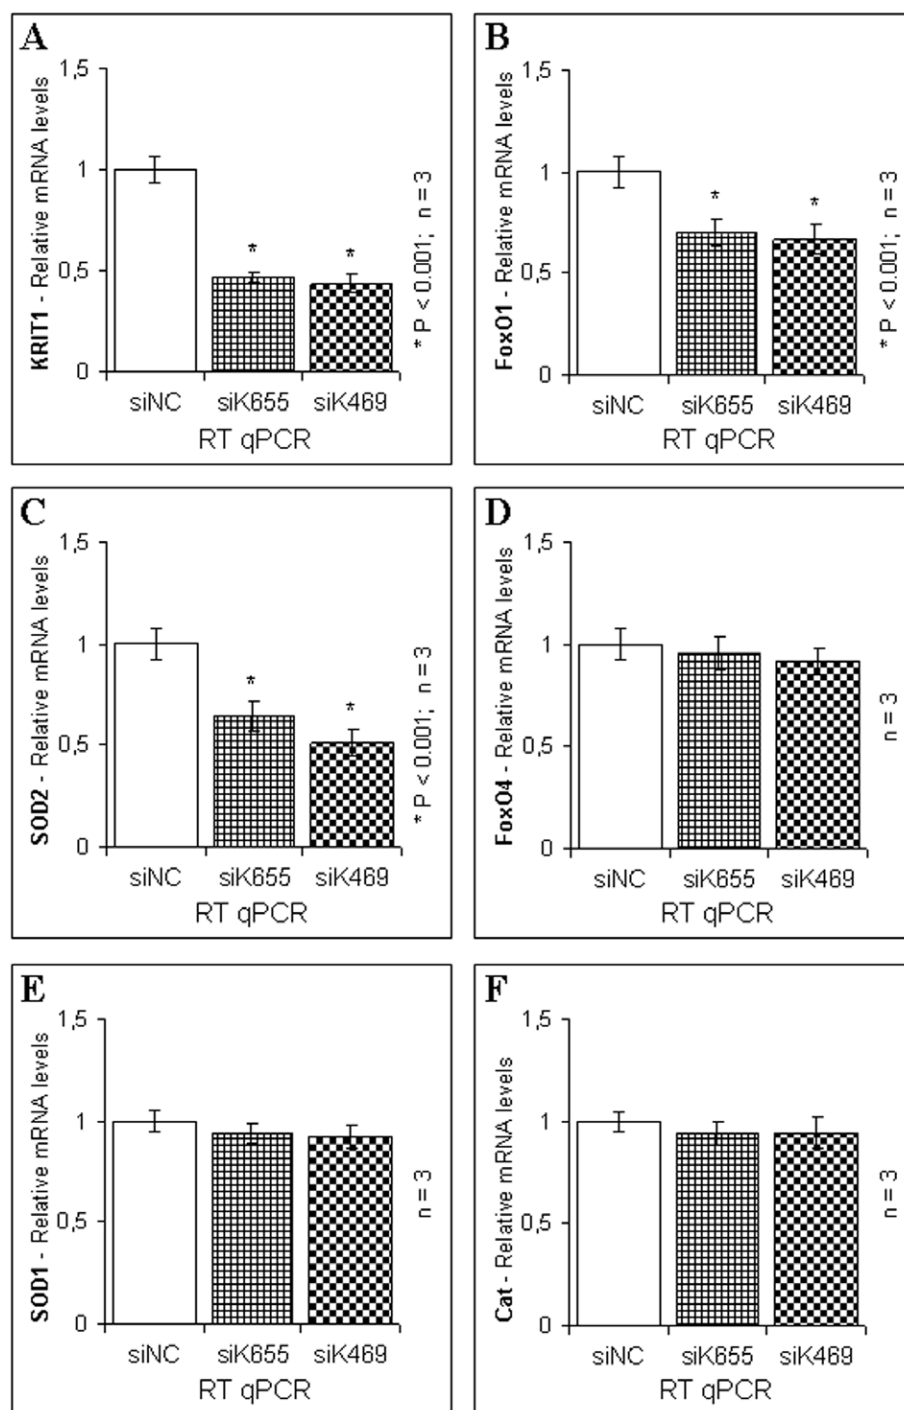 A
KRIT1 - Relative mRNA levels
1,5
1
0,5
0
*
*
siNC siK655 siK469
RT qPCR
* P < 0.001; n = 3
B
FoxO1 - Relative mRNA levels
1,5
1
0,5
0
*
*
siNC siK655 siK469
RT qPCR
* P < 0.001; n = 3
C
SOD2 - Relative mRNA levels
1,5
1
0,5
0
*
*
siNC siK655 siK469
RT qPCR
* P < 0.001; n = 3
D
FoxO4 - Relative mRNA levels
1,5
1
0,5
0
siNC siK655 siK469
RT qPCR
n = 3
E
SOD1 - Relative mRNA levels
1,5
1
0,5
0
siNC siK655 siK469
RT qPCR
n = 3
F
Cat - Relative mRNA levels
1,5
1
0,5
0
siNC siK655 siK469
RT qPCR
n = 3